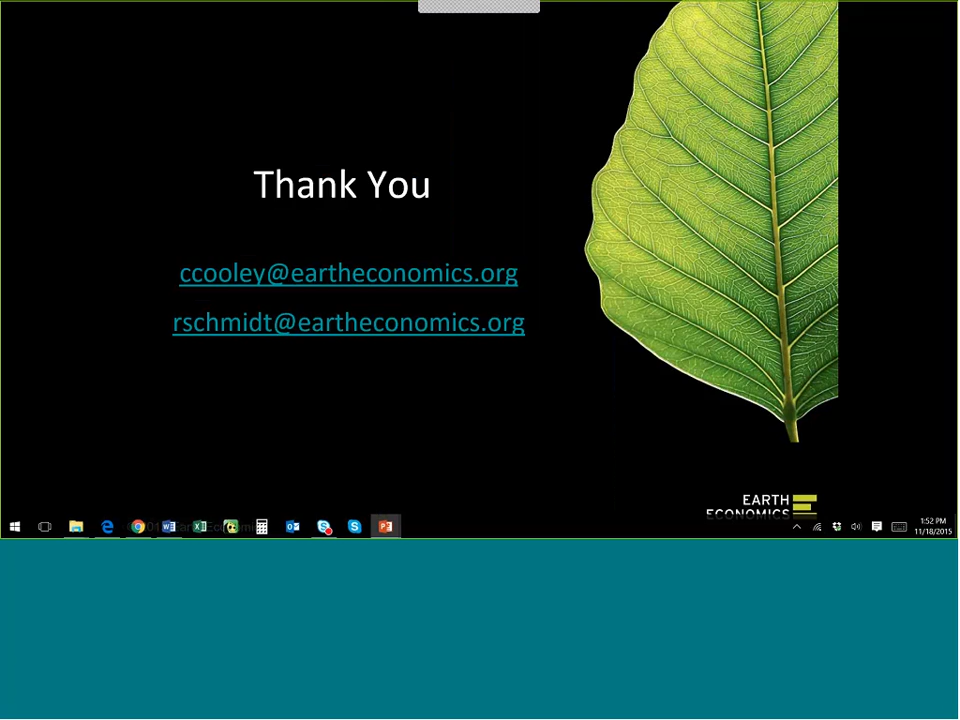 Thank You
ccooley@eartheconomics.org
rschmidt@eartheconomics.org
EARTH
ECONOMICS
1:52 PM
11/18/2015